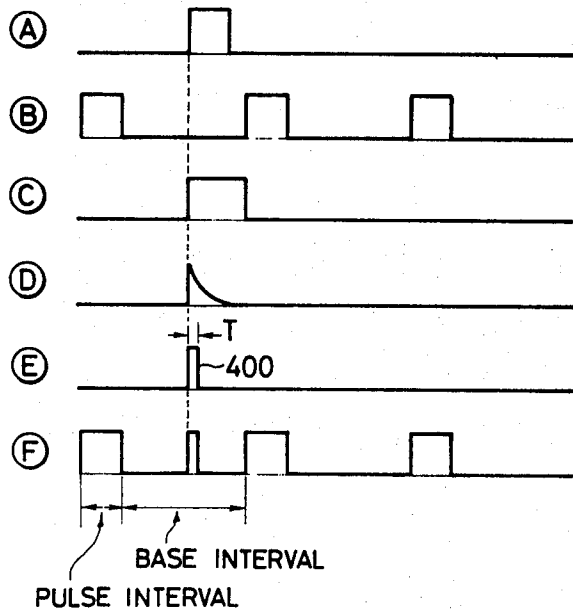 A
B
C
D
T
E
400
F
BASE INTERVAL
PULSE INTERVAL